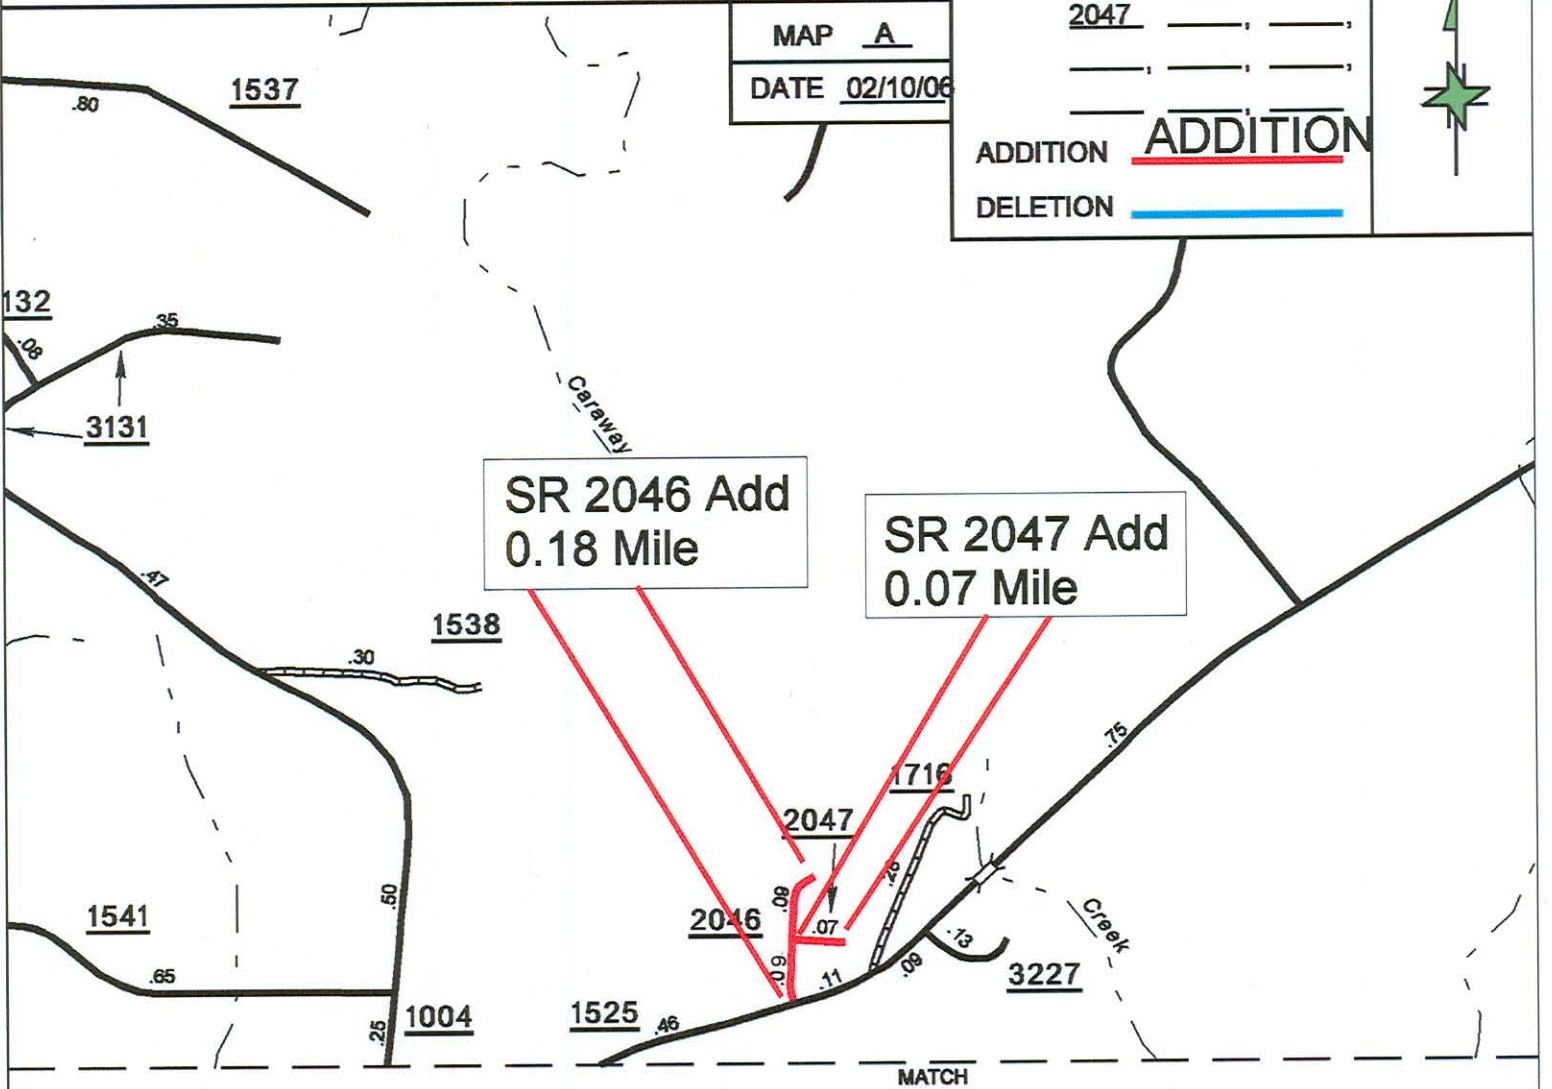 2047 , ,
MAP A
, , ,
DATE 02/10/06
1537
.80
ADDITION ADDITION
DELETION
132
.35
.08
3131
Caraway
SR 2046 Add
0.18 Mile
SR 2047 Add
0.07 Mile
.47
1538
.30
.75
1716
2047
.26
.09
.50
1541
2046
.07
Creek
.13
.09
.09
.65
.11
3227
1004
1525
.46
.25
MATCH